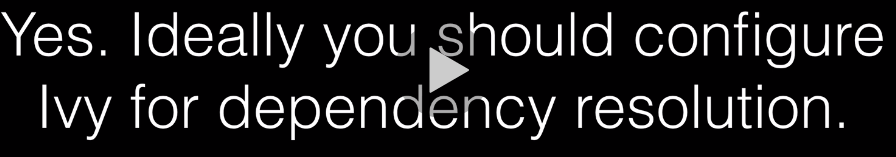 Yes. Ideally you should configure
Ivy for dependency resolution.